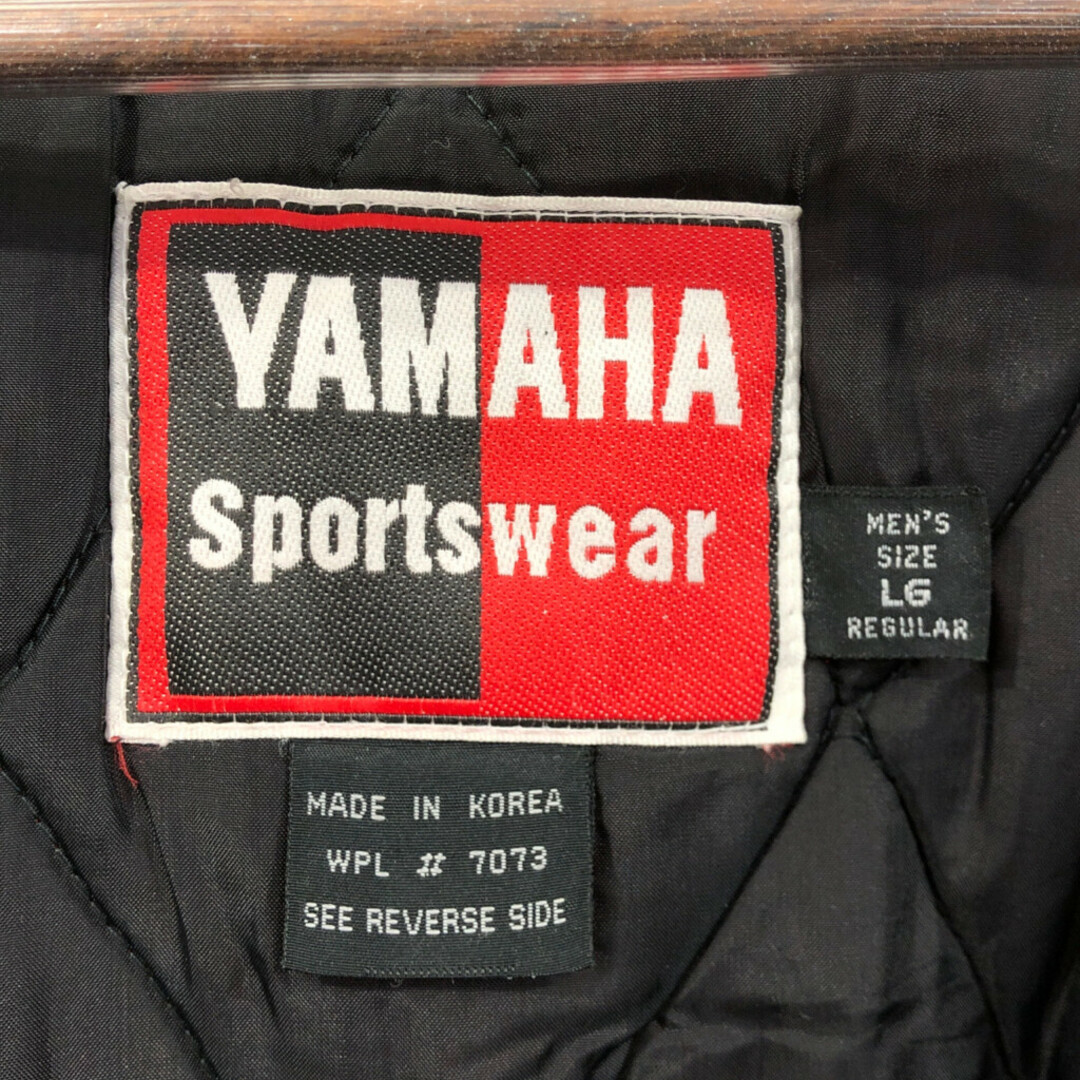 YAMAHA
Sportswear
MEN'S
SIZE
LG
REGULAR
MADE IN KOREA
WPL # 7073
SEE REVERSE SIDE